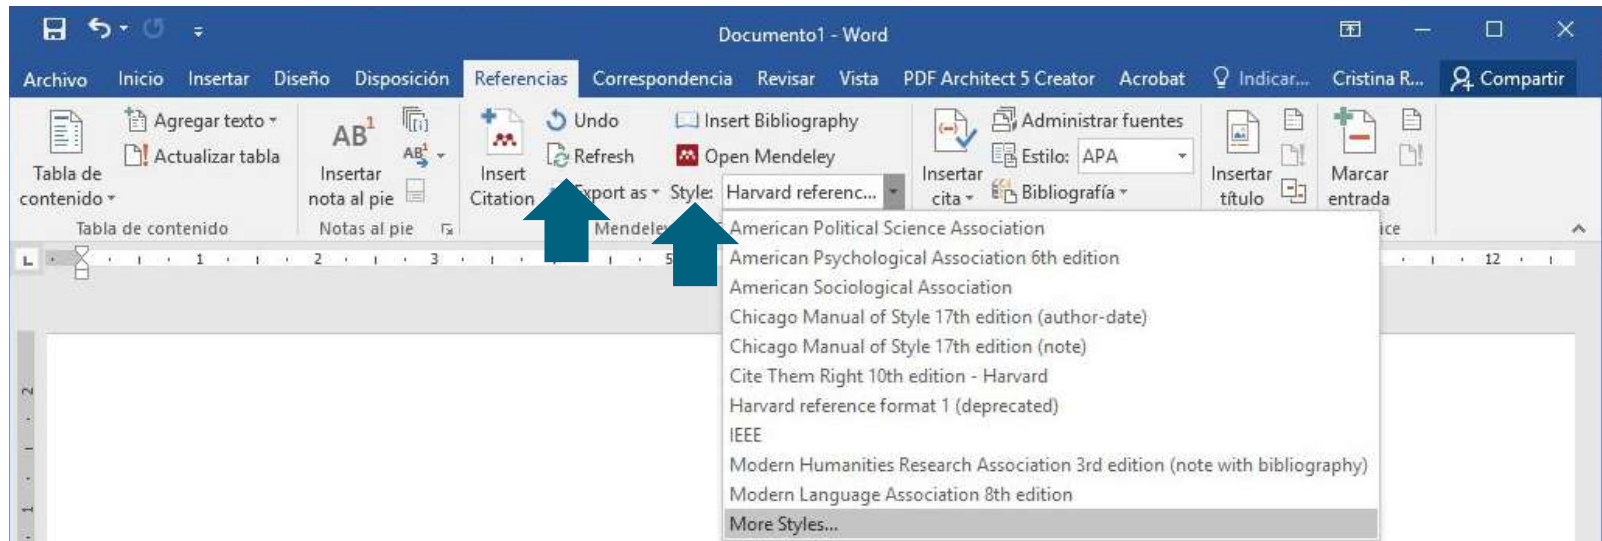 Documento1 - Word
Archivo Inicio Insertar Diseño Disposición Referencias Correspondencia Revisar Vista PDF Architect 5 Creator Acrobat Indicar... Cristina R... Compartir
Agregar texto
Actualizar tabla
Tabla de
contenido
Tabla de contenido
AB1
Insertar
nota al pie
AB1
Notas al pie
Insert
Citation
Undo
Refresh
Export as
Insert Bibliography
Open Mendeley
Style: Harvard referenc...
Mendeley
Insertar
cita
Administrar fuentes
Estilo: APA
Bibliografía
Insertar
título
Marcar
entrada
L 1 2 3 5 12
American Political Science Association
American Psychological Association 6th edition
American Sociological Association
Chicago Manual of Style 17th edition (author-date)
Chicago Manual of Style 17th edition (note)
Cite Them Right 10th edition - Harvard
Harvard reference format 1 (deprecated)
IEEE
Modern Humanities Research Association 3rd edition (note with bibliography)
Modern Language Association 8th edition
More Styles...
2
1